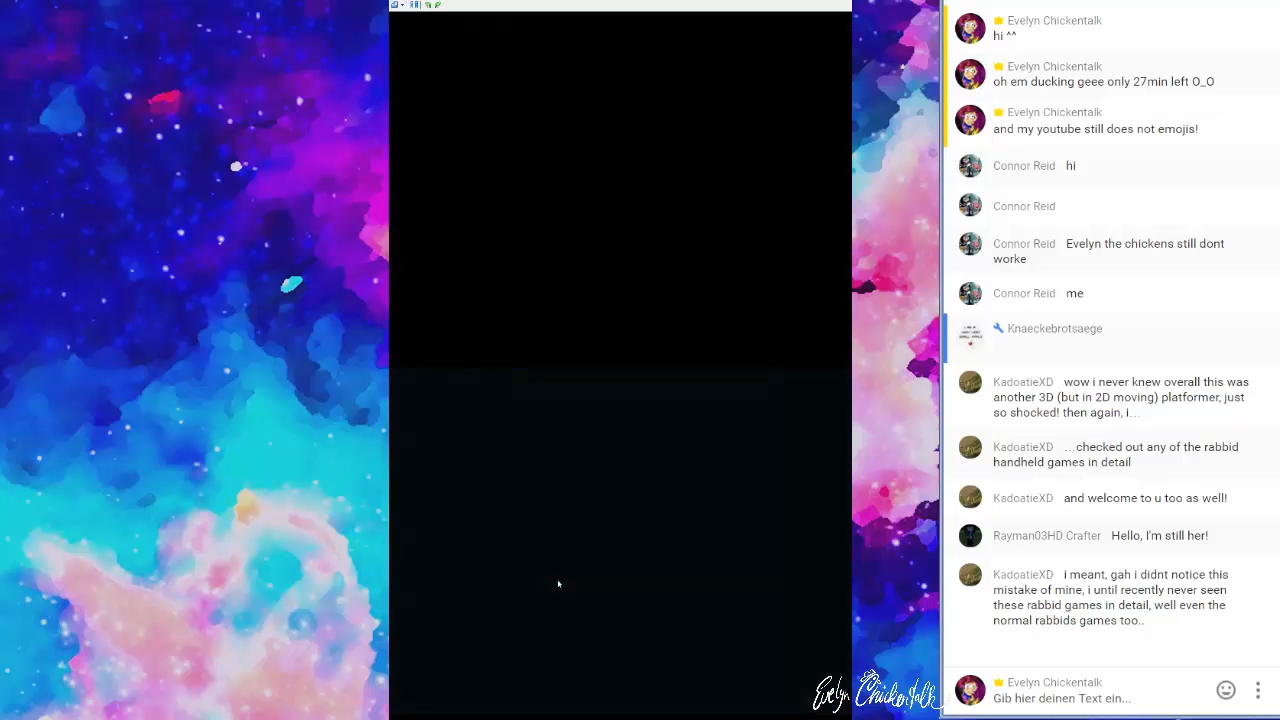 Evelyn Chickentalk
hi ^^
Evelyn Chickentalk
oh em ducking geee only 27min left O_O
Evelyn Chickentalk
and my youtube still does not emojis!
Connor Reid hi
Connor Reid
Connor Reid Evelyn the chickens still dont
worke
Connor Reid me
Knaeckebrotsaege
KadoatieXD wow i never knew overall this was
another 3D (but in 2D moving) platformer, just
so shocked! then again, i…
KadoatieXD …checked out any of the rabbid
handheld games in detail
KadoatieXD and welcome to u too as well!
Rayman03HD Crafter Hello, I'm still her!
KadoatieXD i meant, gah i didnt notice this
mistake of mine, i until recently never seen
these rabbid games in detail, well even the
normal rabbids games too..
Evelyn Chickentalk
Gib hier deinen Text ein...
Evelyn Chickentalk